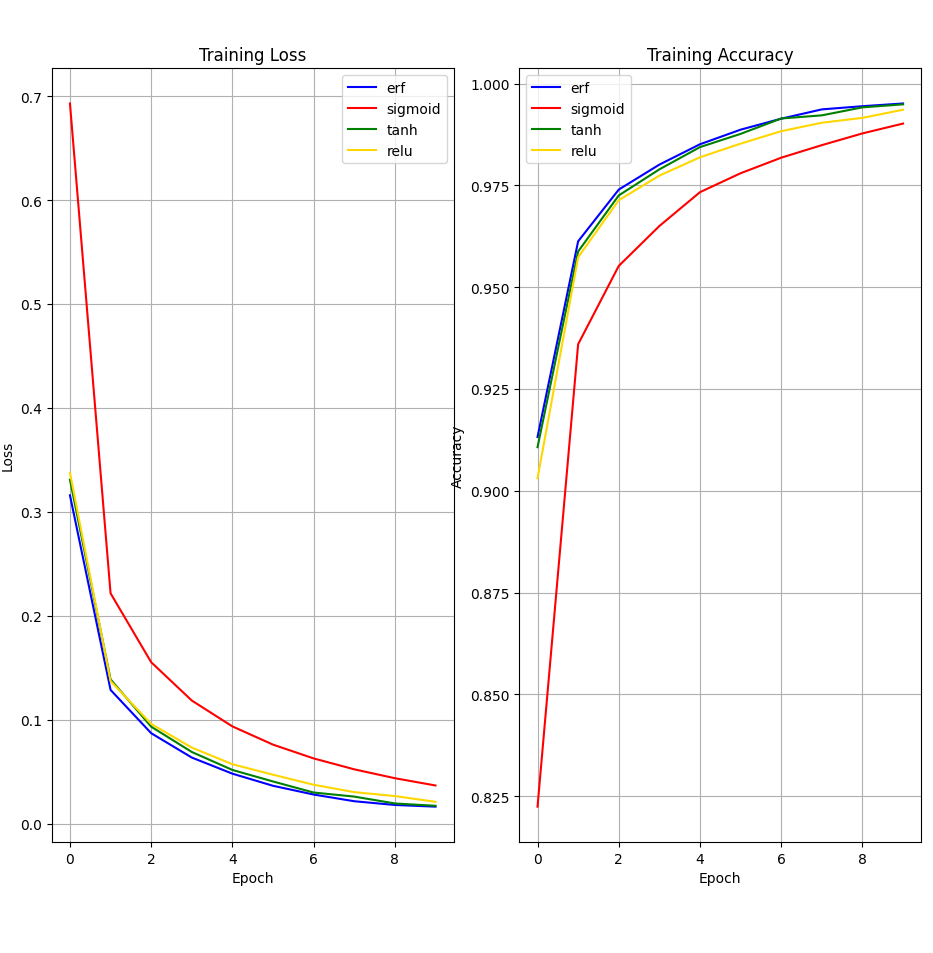 Training Loss
Loss
0.7
0.6
0.5
0.4
0.3
0.2
0.1
0.0
0 2 4 6 8
Epoch
erf
sigmoid
tanh
relu
Training Accuracy
Accuracy
1.000
0.975
0.950
0.925
0.900
0.875
0.850
0.825
0 2 4 6 8
Epoch
erf
sigmoid
tanh
relu